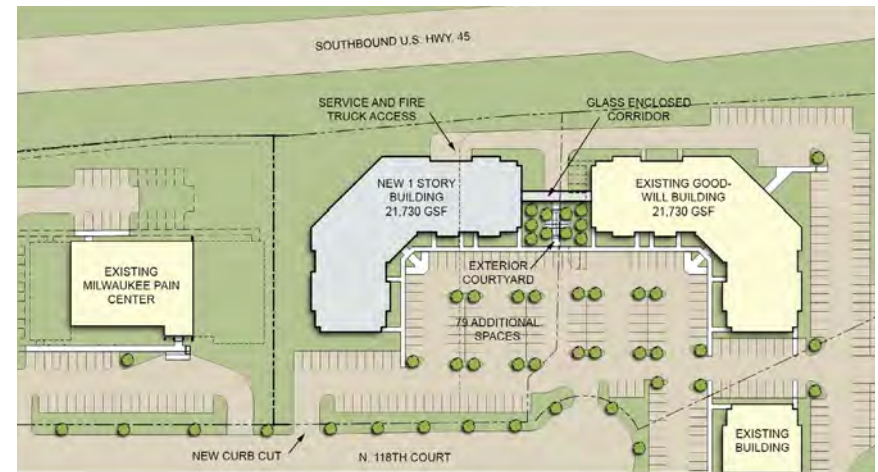 SOUTHBOUND U.S. HWY. 45
SERVICE AND FIRE
TRUCK ACCESS
GLASS ENCLOSED
CORRIDOR
NEW 1 STORY
BUILDING
21,730 GSF
EXISTING GOOD-
WILL BUILDING
21,730 GSF
EXISTING
MILWAUKEE PAIN
CENTER
EXTERIOR
COURTYARD
79 ADDITIONAL
SPACES
NEW CURB CUT
N. 118TH COURT
EXISTING
BUILDING